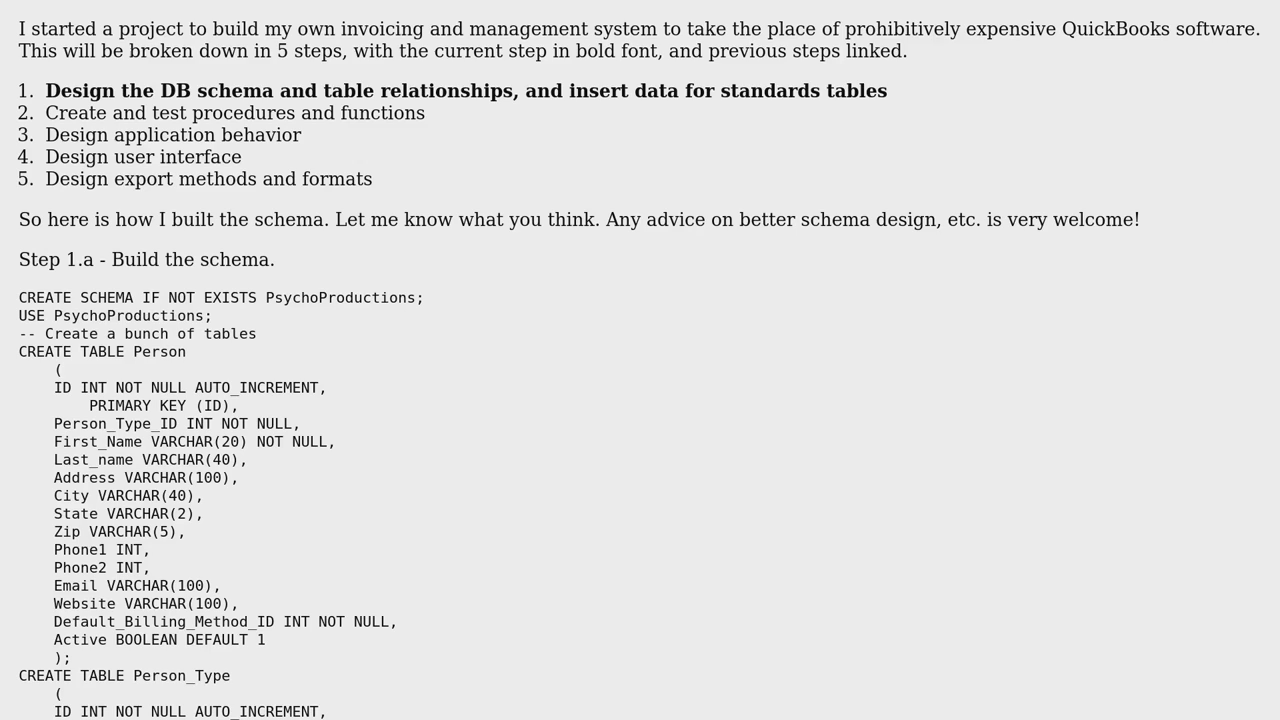 I started a project to build my own invoicing and management system to take the place of prohibitively expensive QuickBooks software.
This will be broken down in 5 steps, with the current step in bold font, and previous steps linked.
1. Design the DB schema and table relationships, and insert data for standards tables
2. Create and test procedures and functions
3. Design application behavior
4. Design user interface
5. Design export methods and formats
So here is how I built the schema. Let me know what you think. Any advice on better schema design, etc. is very welcome!
Step 1.a - Build the schema.
CREATE SCHEMA IF NOT EXISTS PsychoProductions;
USE PsychoProductions;
-- Create a bunch of tables
CREATE TABLE Person
    (
    ID INT NOT NULL AUTO_INCREMENT,
        PRIMARY KEY (ID),
    Person_Type_ID INT NOT NULL,
    First_Name VARCHAR(20) NOT NULL,
    Last_name VARCHAR(40),
    Address VARCHAR(100),
    City VARCHAR(40),
    State VARCHAR(2),
    Zip VARCHAR(5),
    Phone1 INT,
    Phone2 INT,
    Email VARCHAR(100),
    Website VARCHAR(100),
    Default_Billing_Method_ID INT NOT NULL,
    Active BOOLEAN DEFAULT 1
    );
CREATE TABLE Person_Type
    (
    ID INT NOT NULL AUTO_INCREMENT,